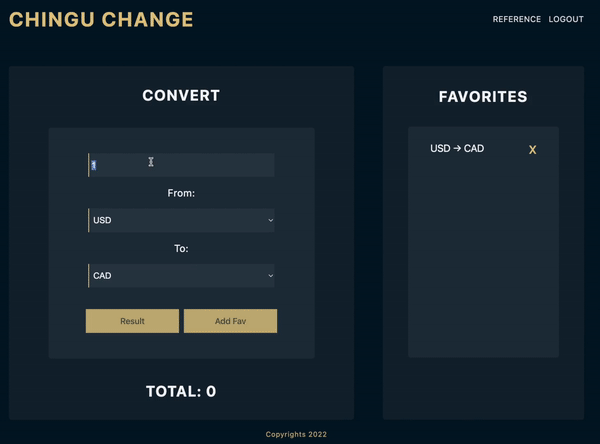 CHINGU CHANGE
REFERENCE LOGOUT
CONVERT
1
From:
USD
To:
CAD
Result Add Fav
TOTAL: 0
FAVORITES
USD → CAD X
Copyrights 2022